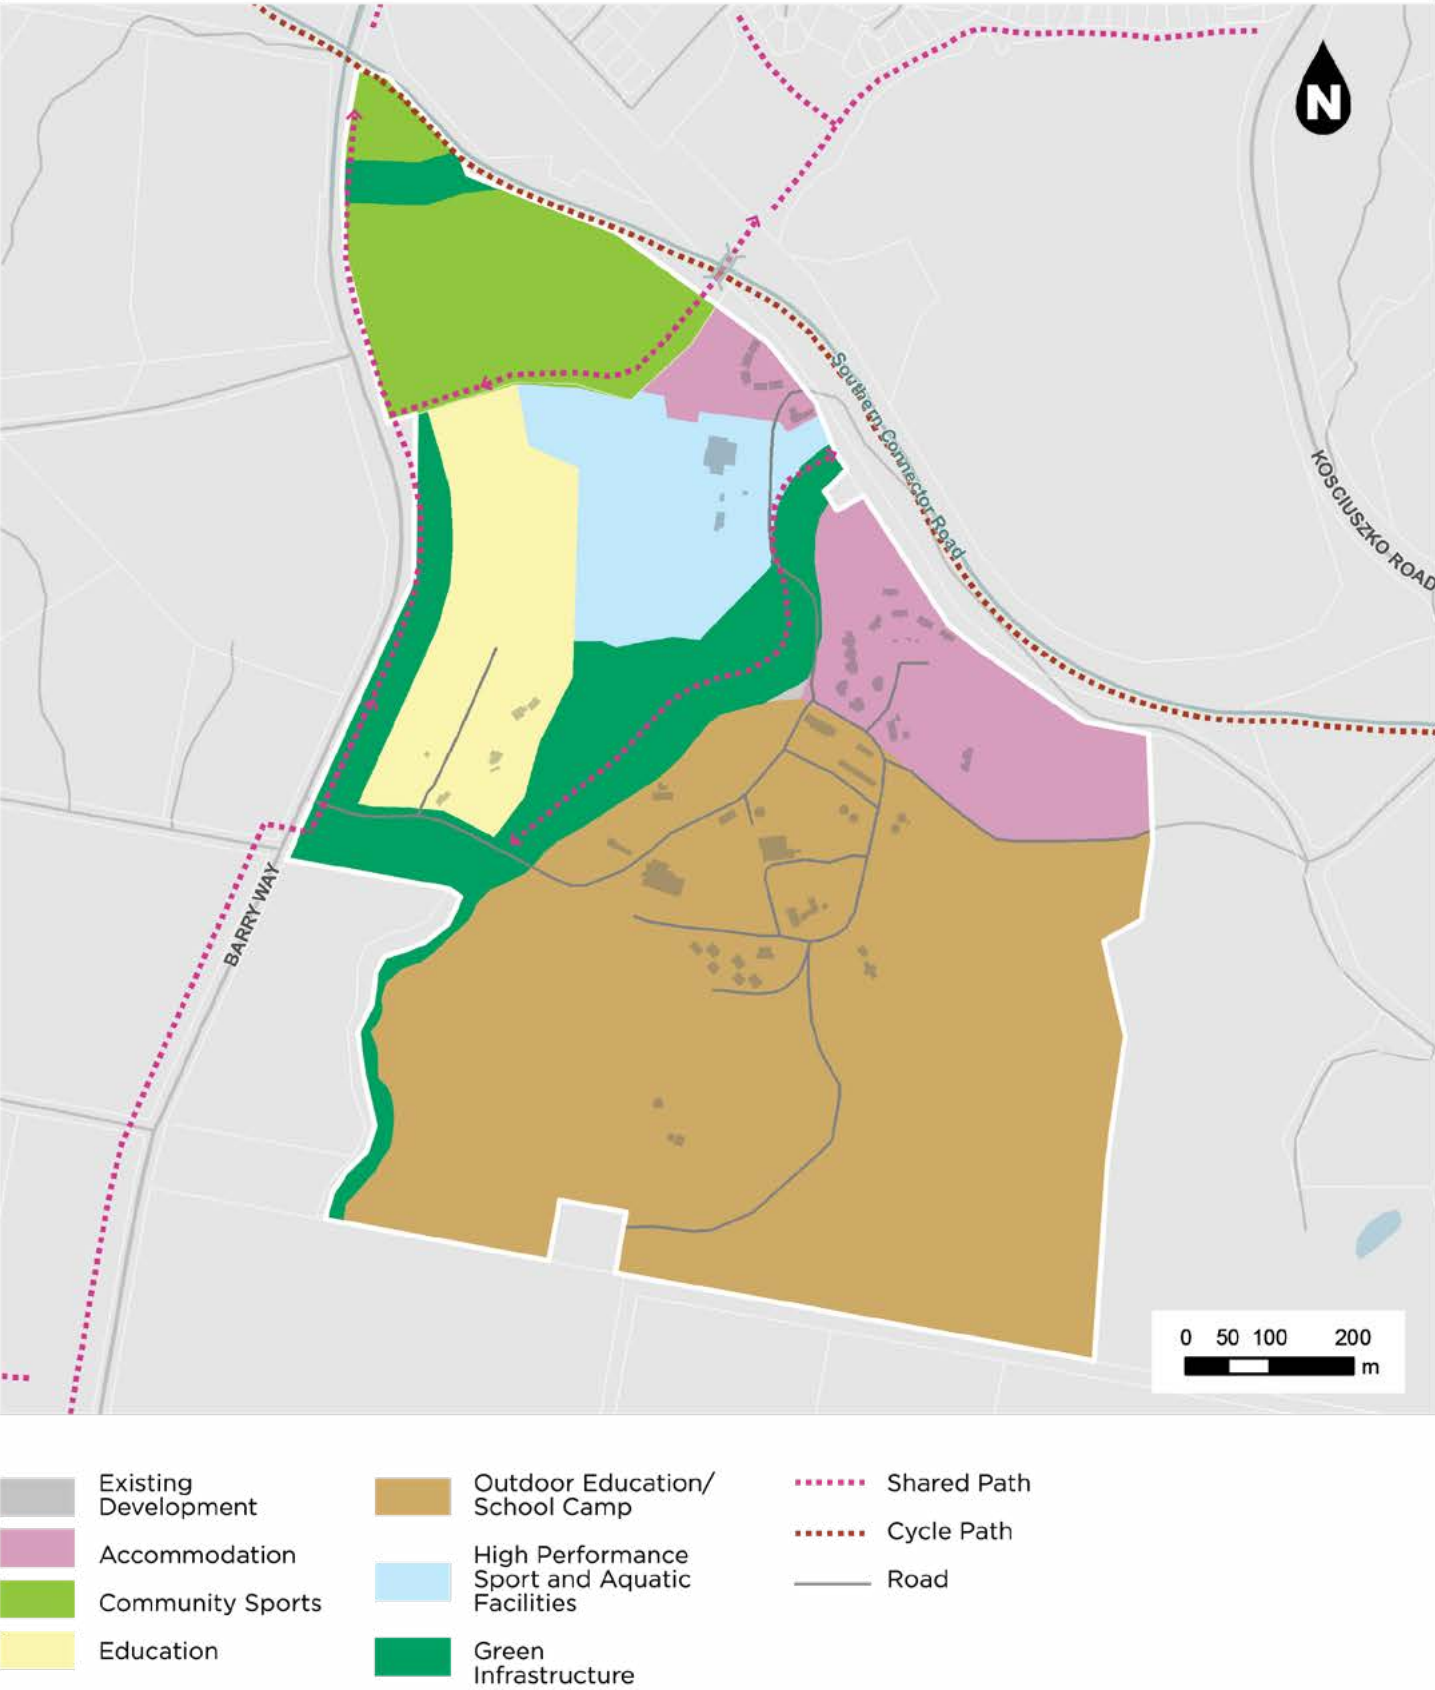 N
Southern Connector Road
KOSCIUSZKO ROAD
BARRY WAY
0 50 100 200
m
Existing
Development
Accommodation
Community Sports
Education
Outdoor Education/
School Camp
High Performance
Sport and Aquatic
Facilities
Green
Infrastructure
Shared Path
Cycle Path
Road